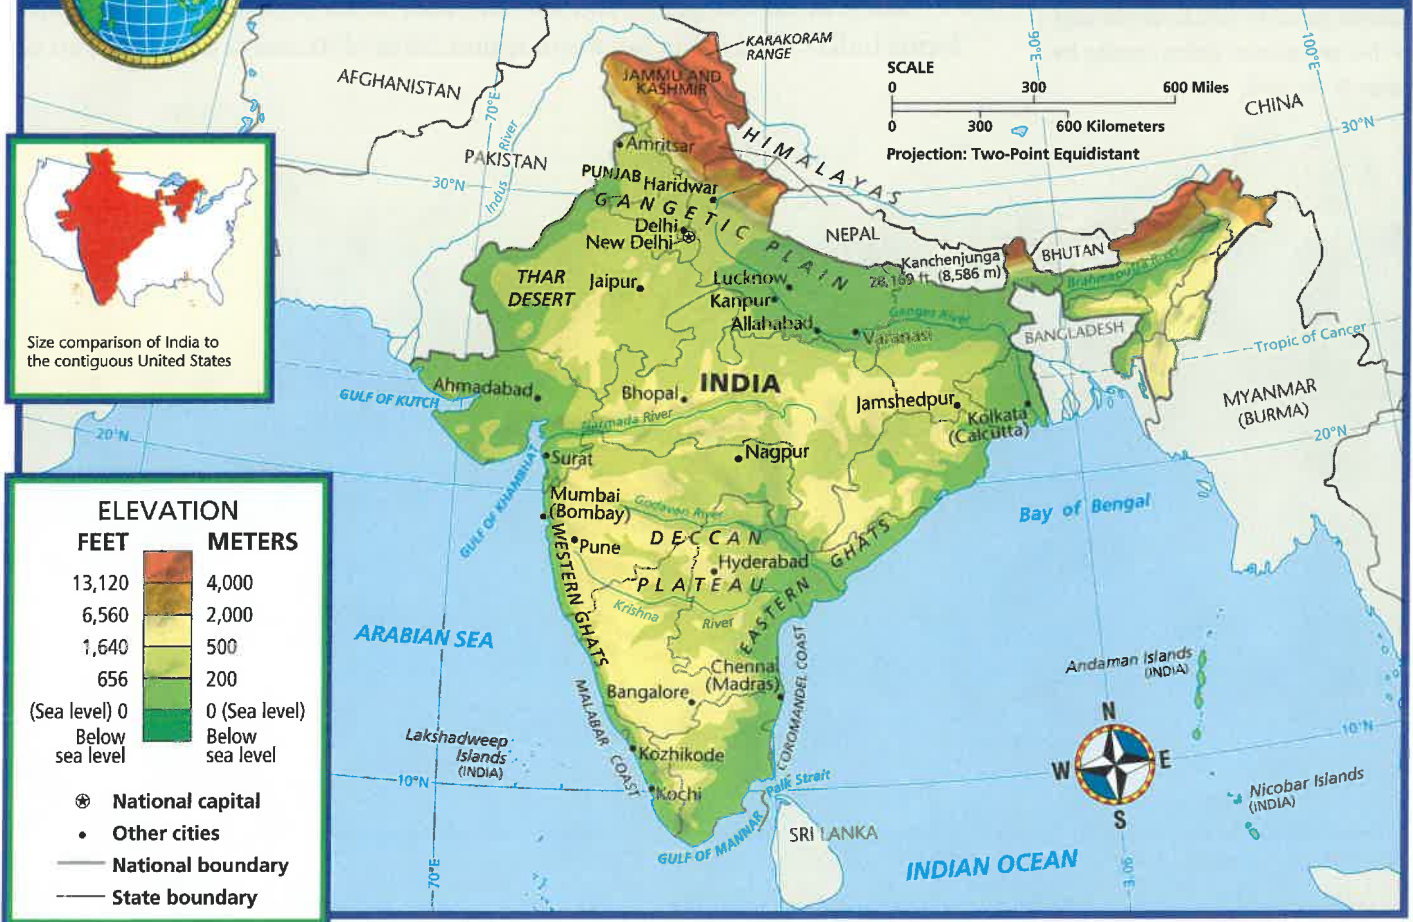 KARAKORAM
RANGE
90°E
100°E
AFGHANISTAN
JAMMU AND
KASHMIR
SCALE
0 300 600 Miles
0 300 600 Kilometers
Projection: Two-Point Equidistant
CHINA
30°N
70°E
Indus River
PAKISTAN
30°N
Amritsar
HIMALAYAS
PUNJAB
Haridwar
GANGETIC PLAIN
Delhi
New Delhi
NEPAL
Kanchenjunga
28,169 ft. (8,586 m)
BHUTAN
Brahmaputra River
THAR
DESERT
Jaipur
Lucknow
Kanpur
Allahabad
Varanasi
Ganges River
BANGLADESH
Tropic of Cancer
Size comparison of India to
the contiguous United States
Ahmadabad
GULF OF KUTCH
Bhopal
INDIA
Jamshedpur
Kolkata
(Calcutta)
MYANMAR
(BURMA)
20°N
20°N
Narmada River
Surat
Nagpur
GULF OF KHAMBHAT
Mumbai
(Bombay)
Godavari River
Bay of Bengal
Pune
DECCAN
PLATEAU
Hyderabad
WESTERN GHATS
EASTERN GHATS
Krishna River
ARABIAN SEA
Chennai
(Madras)
Bangalore
MALABAR COAST
COROMANDEL COAST
Andaman Islands
(INDIA)
Lakshadweep
Islands
(INDIA)
Kozhikode
10°N
10°N
Kochi
Palk Strait
GULF OF MANNAR
SRI LANKA
N
W E
S
Nicobar Islands
(INDIA)
INDIAN OCEAN
70°E
90°E
ELEVATION
FEET METERS
13,120 4,000
6,560 2,000
1,640 500
656 200
(Sea level) 0 0 (Sea level)
Below Below
sea level sea level
National capital
Other cities
National boundary
State boundary